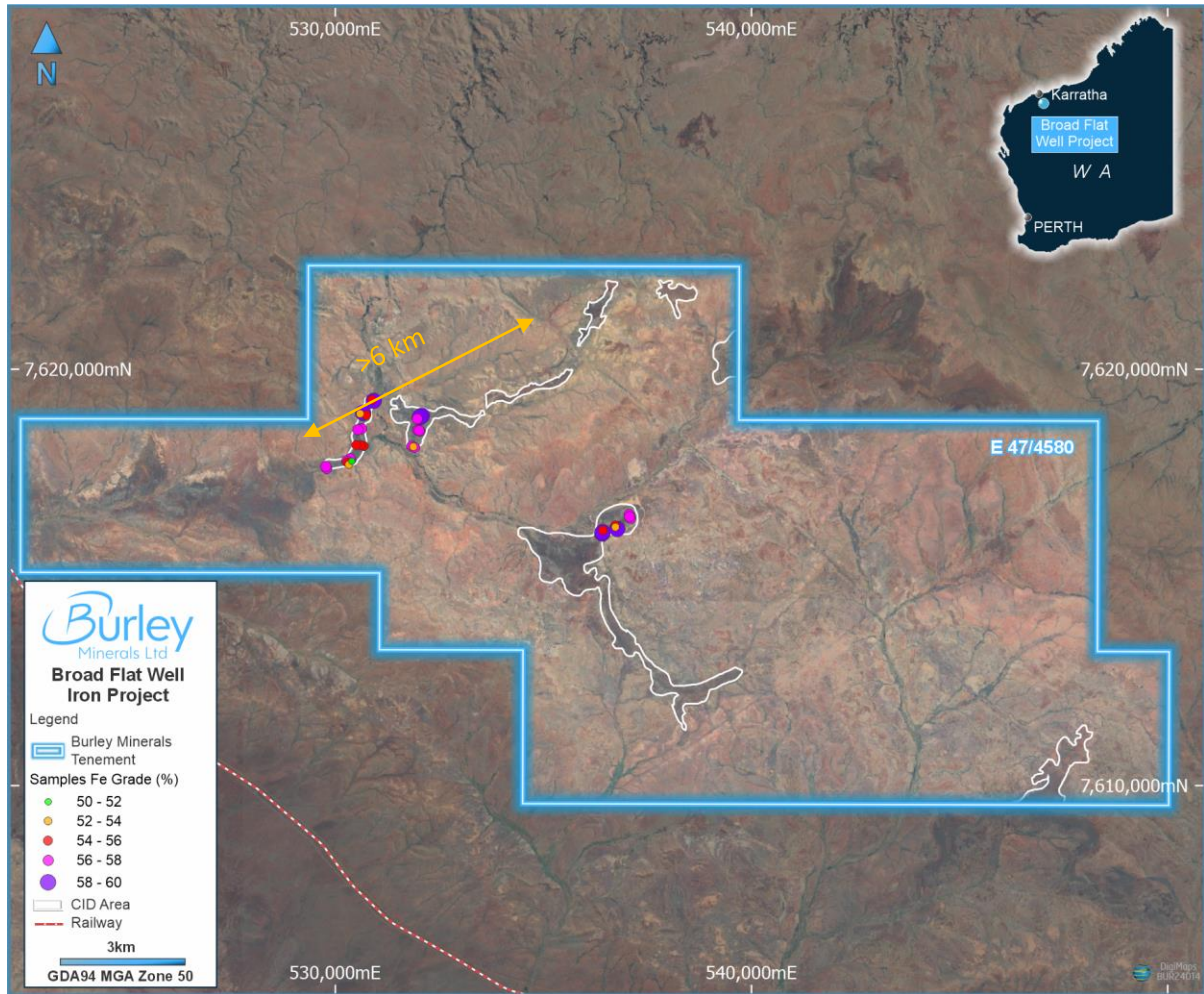 530,000mE
540,000mE
N
Karratha
Broad Flat
Well Project
W A
PERTH
>6 km
7,620,000mN
7,620,000mN
E 47/4580
Burley
Minerals Ltd
Broad Flat Well
Iron Project
Legend
Burley Minerals
Tenement
Samples Fe Grade (%)
50 - 52
52 - 54
54 - 56
56 - 58
58 - 60
CID Area
Railway
3km
GDA94 MGA Zone 50
7,610,000mN
530,000mE
540,000mE
DigiMaps
BUR24014